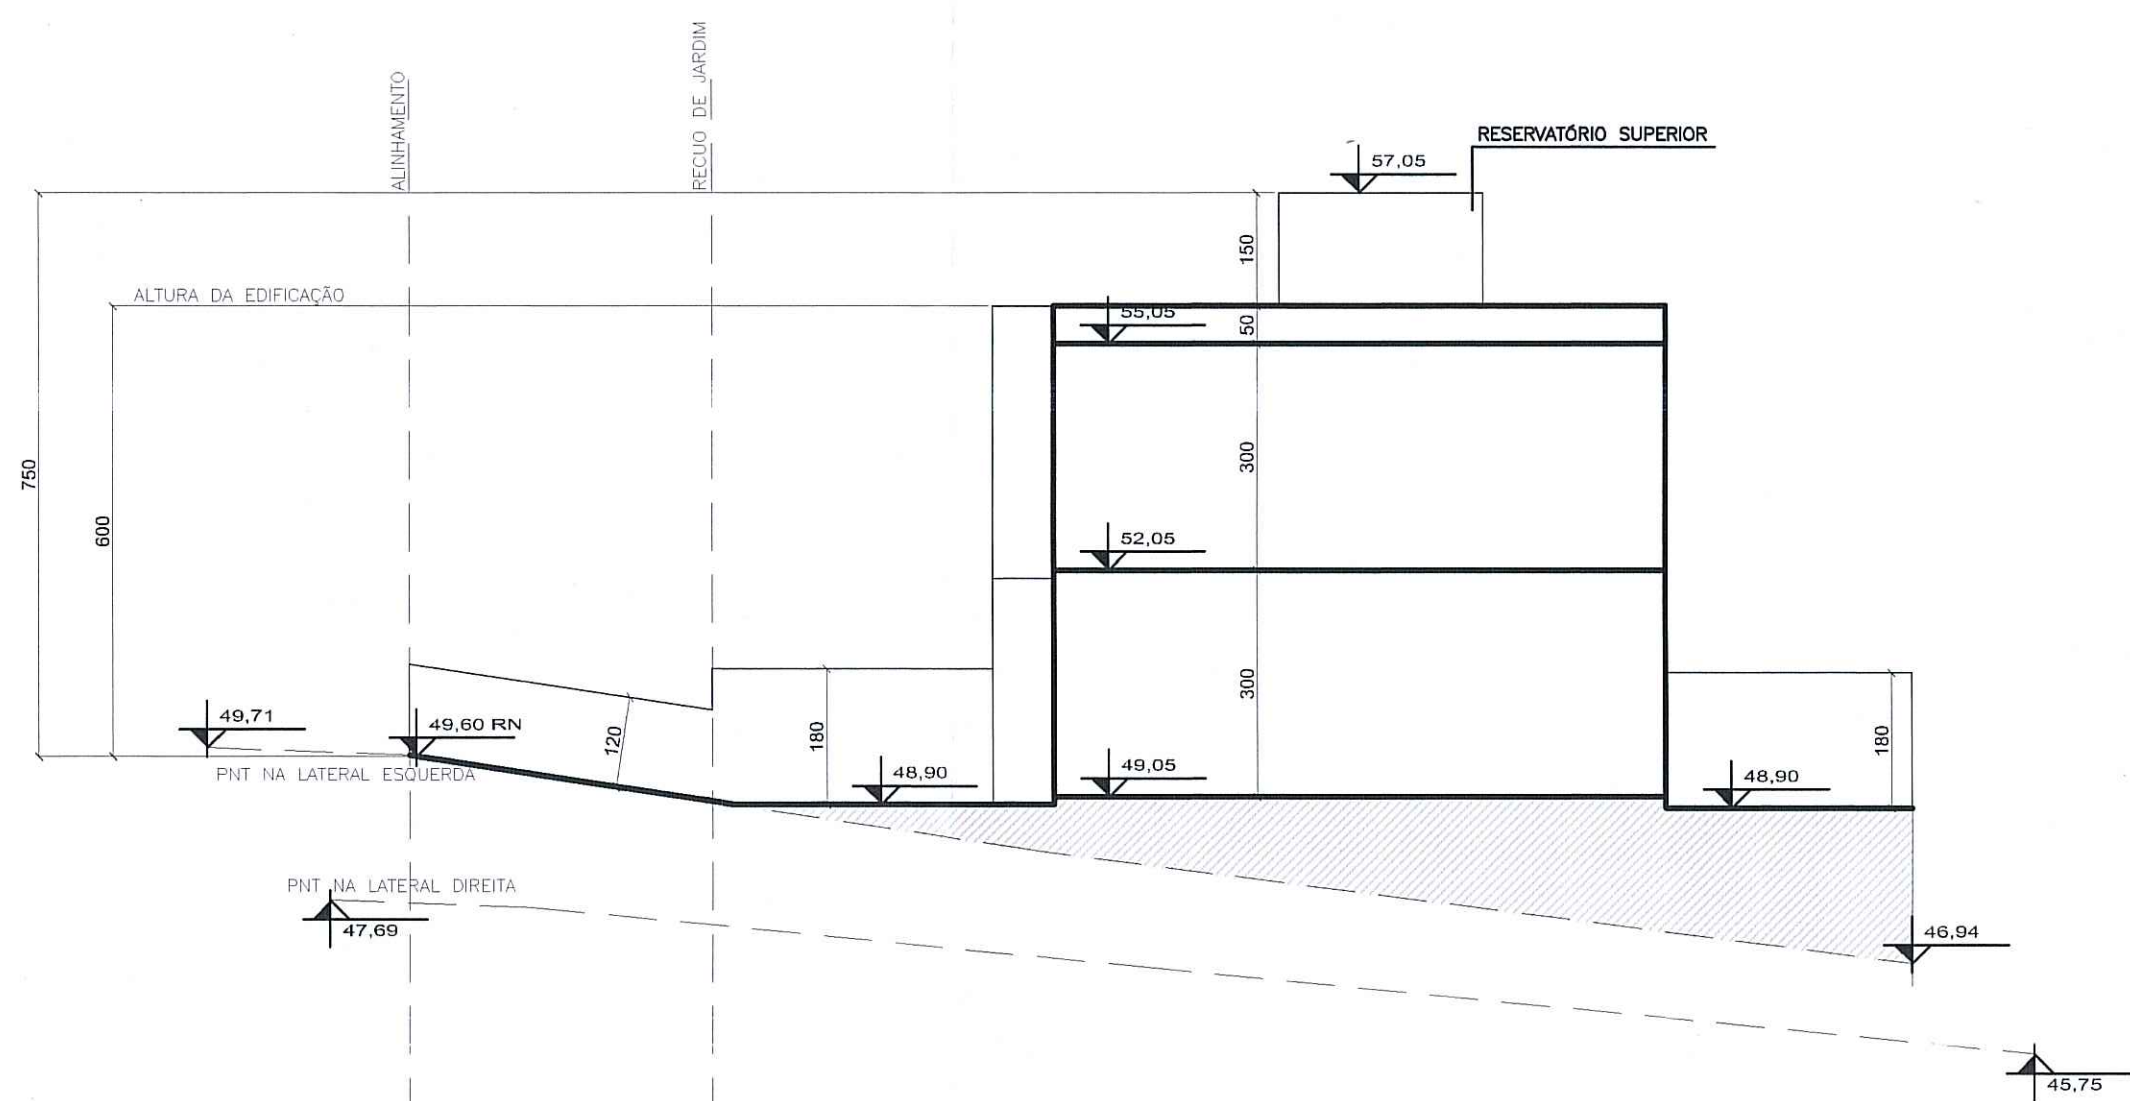 ALINHAMENTO
RECUO DE JARDIM
RESERVATÓRIO SUPERIOR
57,05
150
ALTURA DA EDIFICAÇÃO
55,05
50
750
600
300
52,05
300
49,71
49,60 RN
120
180
48,90
49,05
48,90
180
PNT NA LATERAL ESQUERDA
PNT NA LATERAL DIREITA
47,69
46,94
45,75